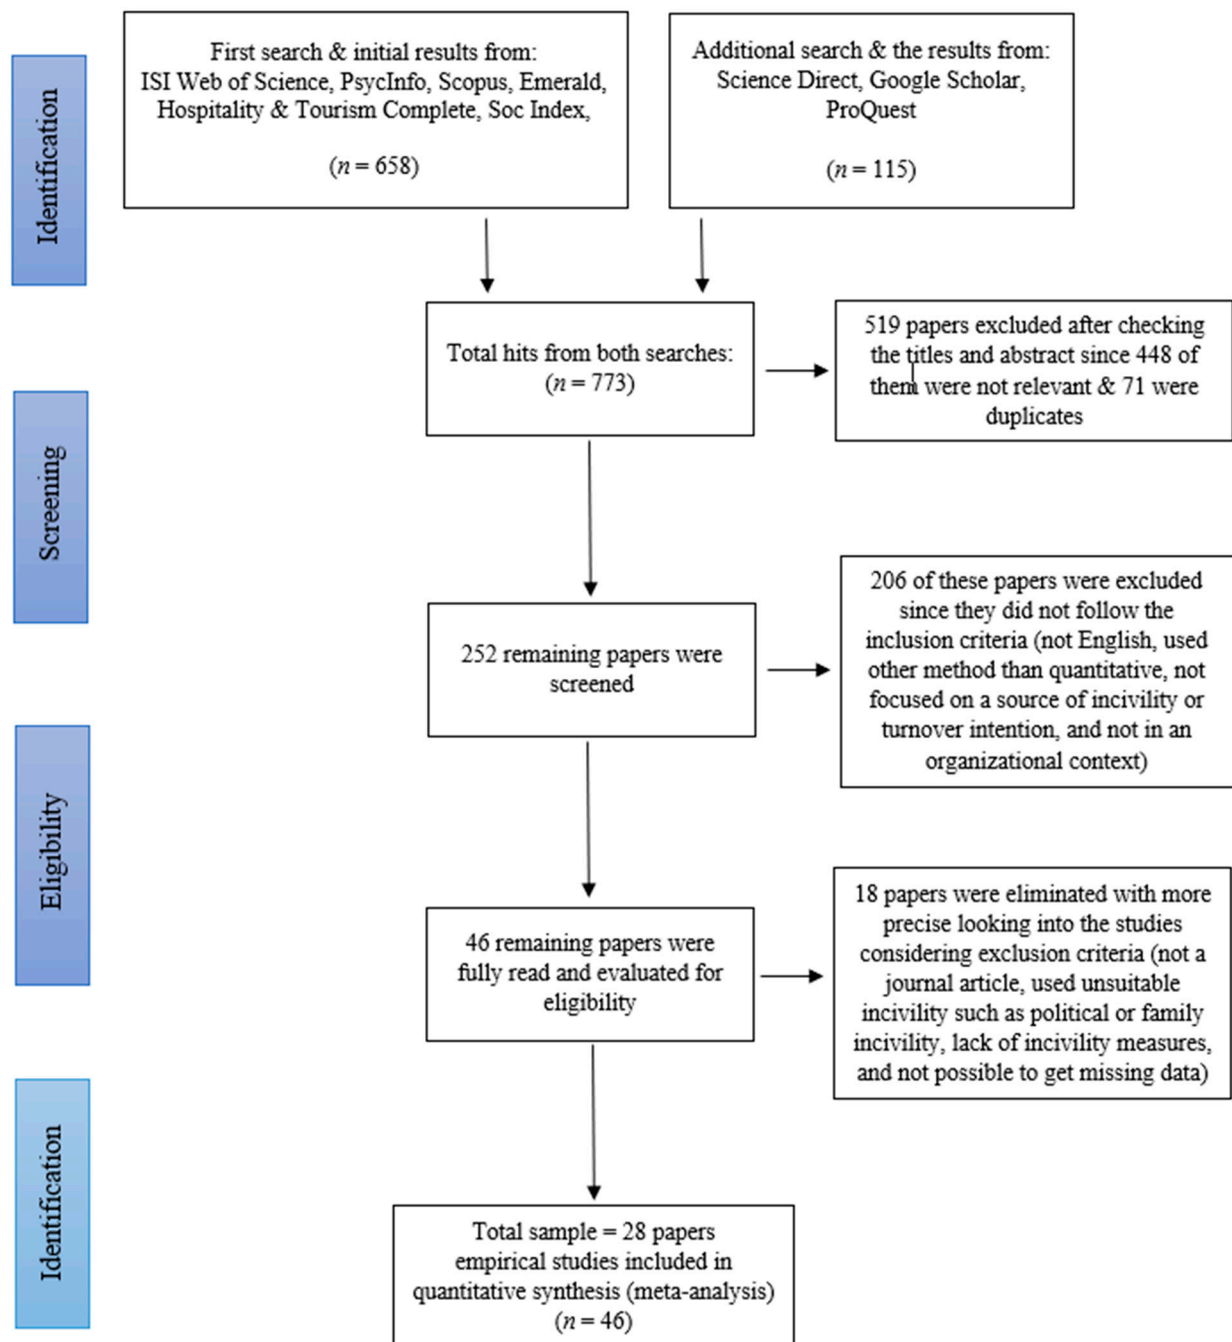 Identification
First search & initial results from:
ISI Web of Science, PsycInfo, Scopus, Emerald,
Hospitality & Tourism Complete, Soc Index,
(n = 658)
Additional search & the results from:
Science Direct, Google Scholar,
ProQuest
(n = 115)
Total hits from both searches:
(n = 773)
519 papers excluded after checking
the titles and abstract since 448 of
them were not relevant & 71 were
duplicates
Screening
252 remaining papers were
screened
206 of these papers were excluded
since they did not follow the
inclusion criteria (not English, used
other method than quantitative, not
focused on a source of incivility or
turnover intention, and not in an
organizational context)
Eligibility
46 remaining papers were
fully read and evaluated for
eligibility
18 papers were eliminated with more
precise looking into the studies
considering exclusion criteria (not a
journal article, used unsuitable
incivility such as political or family
incivility, lack of incivility measures,
and not possible to get missing data)
Identification
Total sample = 28 papers
empirical studies included in
quantitative synthesis (meta-analysis)
(n = 46)